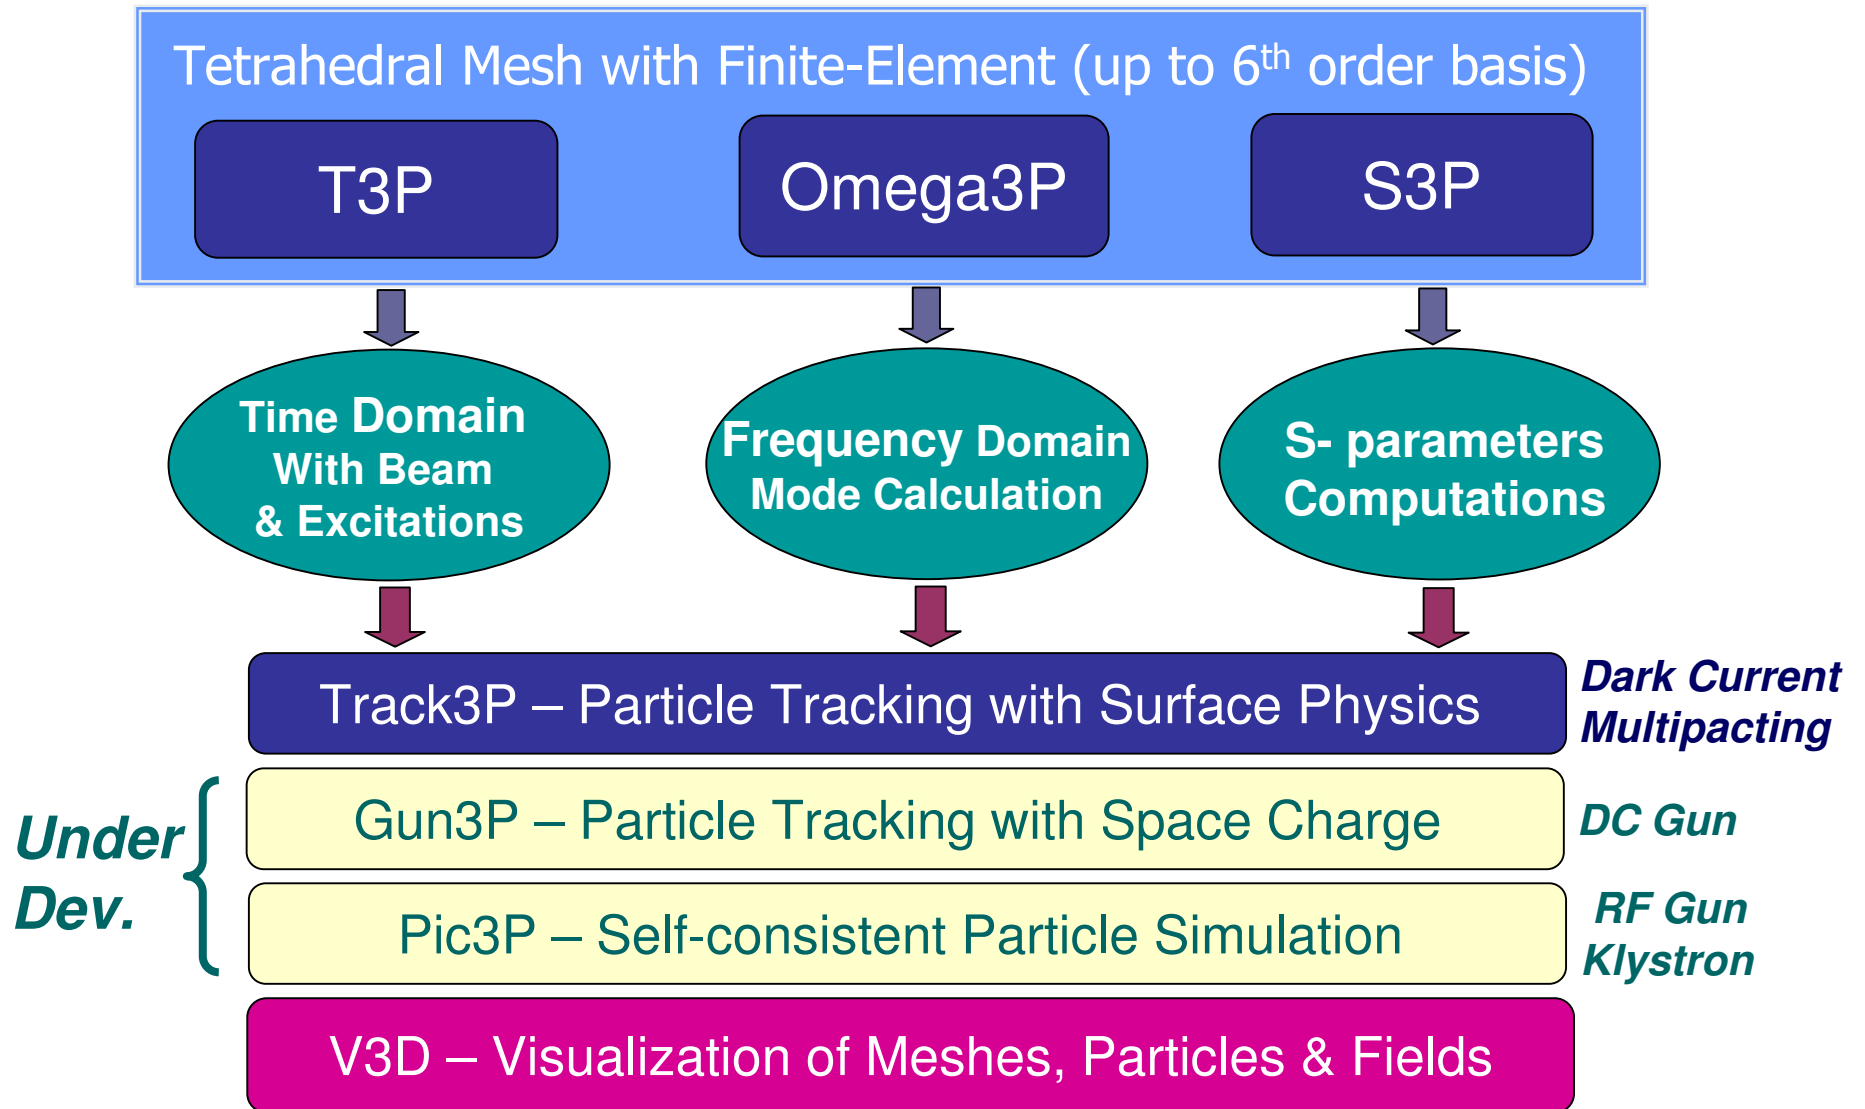 Tetrahedral Mesh with Finite-Element (up to 6th order basis)
T3P
Omega3P
S3P
Time Domain
With Beam
& Excitations
Frequency Domain
Mode Calculation
S- parameters
Computations
Track3P – Particle Tracking with Surface Physics
Dark Current
Multipacting
Under
Dev.
Gun3P – Particle Tracking with Space Charge
DC Gun
Pic3P – Self-consistent Particle Simulation
RF Gun
Klystron
V3D – Visualization of Meshes, Particles & Fields